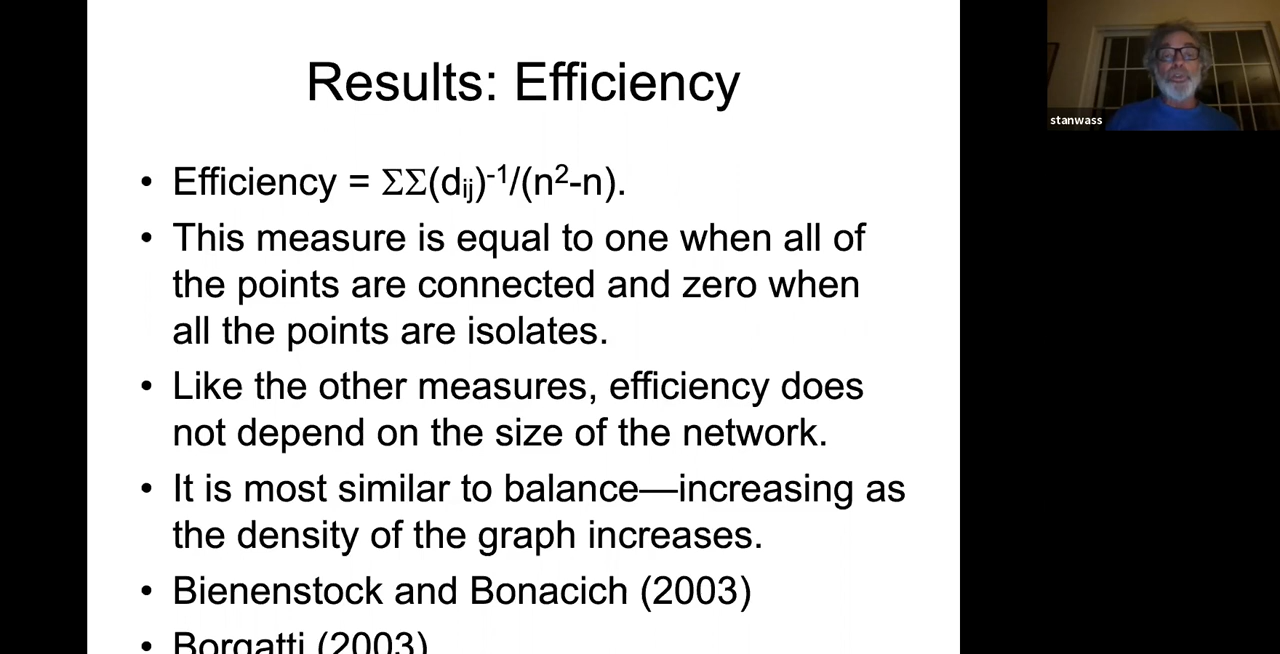 Results: Efficiency
• Efficiency = ΣΣ(dij)-1/(n2-n).
• This measure is equal to one when all of
the points are connected and zero when
all the points are isolates.
• Like the other measures, efficiency does
not depend on the size of the network.
• It is most similar to balance—increasing as
the density of the graph increases.
• Bienenstock and Bonacich (2003)
• Borgatti (2003)
stanwass